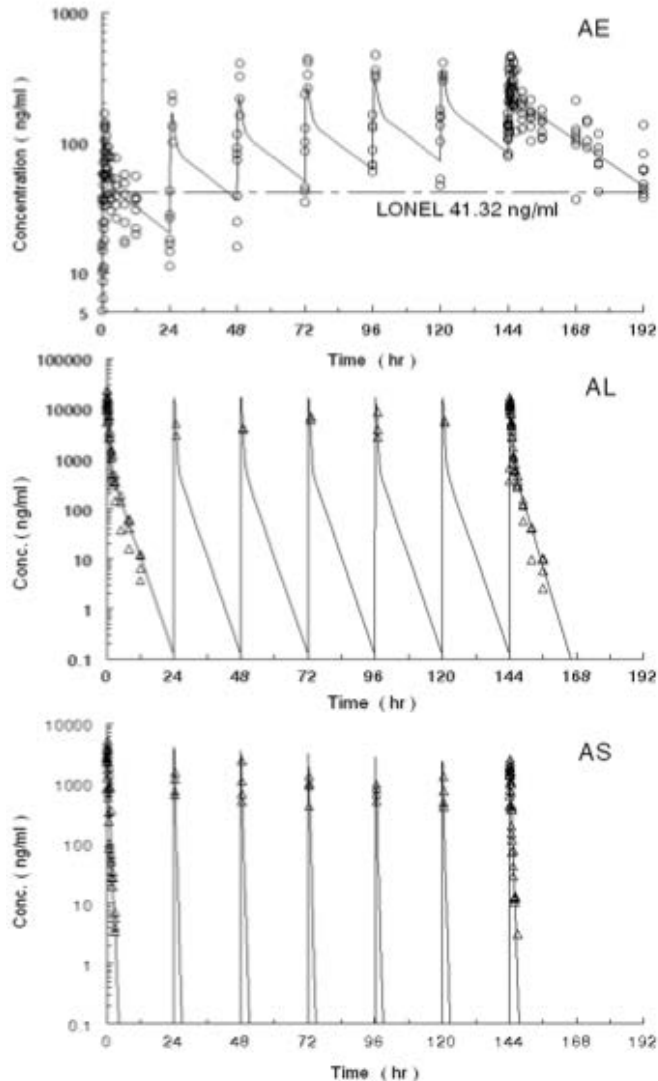 AE
1000
100
10
5
Concentration ( ng/ml )
LONEL 41.32 ng/ml
0 24 48 72 96 120 144 168 192
Time ( hr )
AL
100000
10000
1000
100
10
1
0.1
Conc. ( ng/ml )
0 24 48 72 96 120 144 168 192
Time ( hr )
AS
10000
1000
100
10
1
0.1
Conc. ( ng/ml )
0 24 48 72 96 120 144 168 192
Time ( hr )